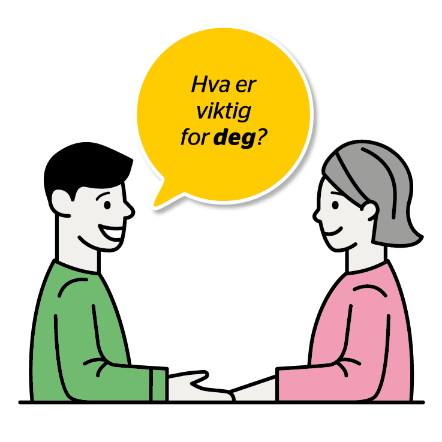 Hva er
viktig
for deg?